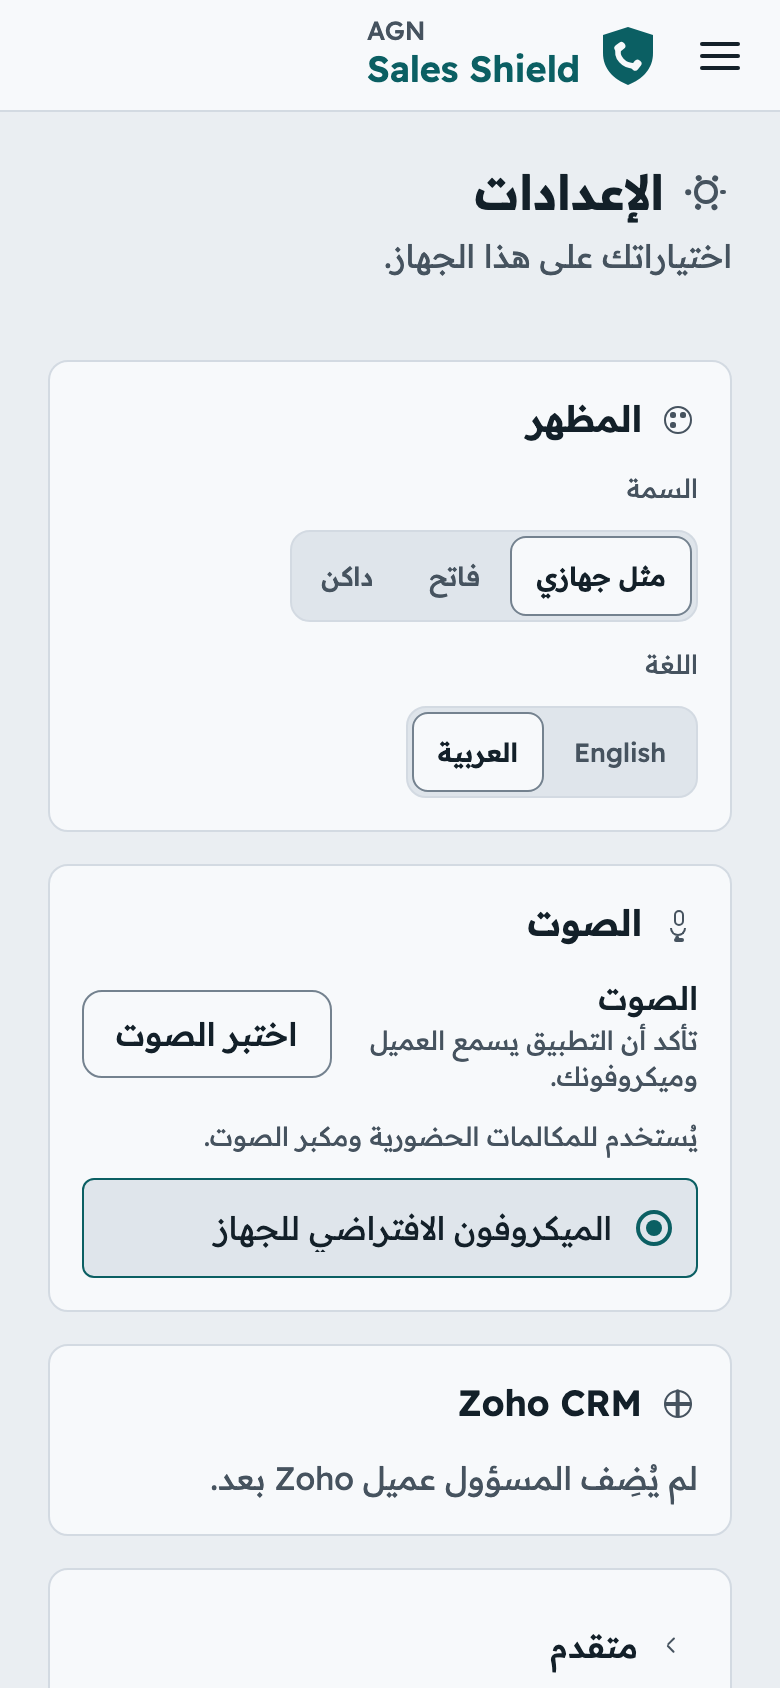 AGN
Sales Shield
الإعدادات
اختياراتك على هذا الجهاز.
المظهر
السمة
مثل جهازي
فاتح
داكن
اللغة
English
العربية
الصوت
الصوت
تأكد أن التطبيق يسمع العميل
وميكروفونك.
اختبر الصوت
يُستخدم للمكالمات الحضورية ومكبر الصوت.
الميكروفون الافتراضي للجهاز
Zoho CRM
لم يُضِف المسؤول عميل Zoho بعد.
متقدم